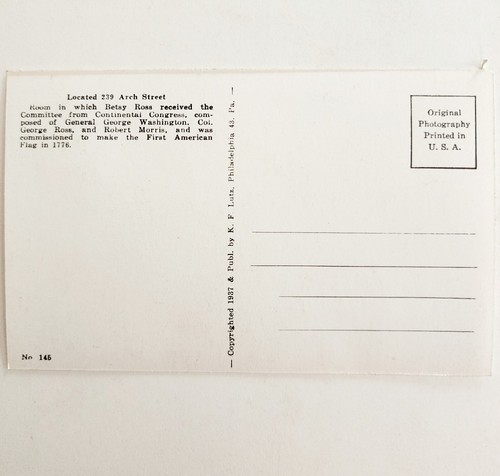 Located 239 Arch Street
Room in which Betsy Ross received the
Committee from Continental Congress, com-
posed of General George Washington, Col.
George Ross, and Robert Morris, and was
commissioned to make the First American
Flag in 1776.
No 145
— Copyrighted 1937 & Publ. by K. F Lutz, Philadelphia 43, Pa. —
Original
Photography
Printed in
U. S. A.